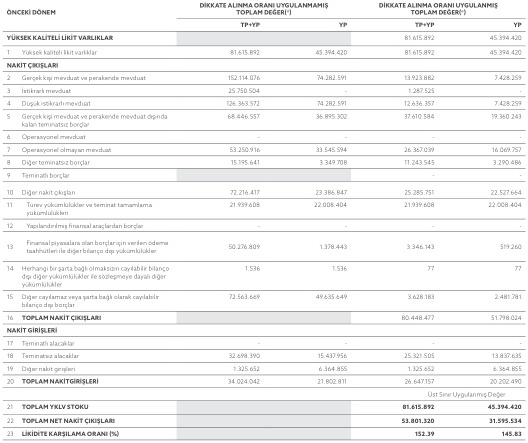 ÖNCEKİ DÖNEM
DİKKATE ALINMA ORANI UYGULANMAMIŞ TOPLAM DEĞER(*)
DİKKATE ALINMA ORANI UYGULANMIŞ TOPLAM DEĞER(*)
TP+YP YP TP+YP YP
YÜKSEK KALİTELİ LİKİT VARLIKLAR 81.615.892 45.394.420
1 Yüksek kaliteli likit varlıklar 81.615.892 45.394.420 81.615.892 45.394.420
NAKİT ÇIKIŞLARI
2 Gerçek kişi mevduat ve perakende mevduat 152.114.076 74.282.591 13.923.882 7.428.259
3 İstikrarlı mevduat 25.750.504 - 1.287.525 -
4 Düşük istikrarlı mevduat 126.363.572 74.282.591 12.636.357 7.428.259
5 Gerçek kişi mevduat ve perakende mevduat dışında kalan teminatsız borçlar 68.446.557 36.895.302 37.610.584 19.360.243
6 Operasyonel mevduat - - - -
7 Operasyonel olmayan mevduat 53.250.916 33.545.594 26.367.039 16.069.757
8 Diğer teminatsız borçlar 15.195.641 3.349.708 11.243.545 3.290.486
9 Teminatlı borçlar - -
10 Diğer nakit çıkışları 72.216.417 23.386.847 25.285.751 22.527.664
11 Türev yükümlülükler ve teminat tamamlama yükümlülükleri 21.939.608 22.008.404 21.939.608 22.008.404
12 Yapılandırılmış finansal araçlardan borçlar - - - -
13 Finansal piyasalara olan borçlar için verilen ödeme taahhütleri ile diğer bilanço dışı yükümlülükler 50.276.809 1.378.443 3.346.143 519.260
14 Herhangi bir şarta bağlı olmaksızın cayılabilir bilanço dışı diğer yükümlülükler ile sözleşmeye dayalı diğer yükümlülükler 1.536 1.536 77 77
15 Diğer cayılamaz veya şarta bağlı olarak cayılabilir bilanço dışı borçlar 72.563.669 49.635.649 3.628.183 2.481.781
16 TOPLAM NAKİT ÇIKIŞLARI 80.448.477 51.798.024
NAKİT GİRİŞLERİ
17 Teminatlı alacaklar - - - -
18 Teminatsız alacaklar 32.698.390 15.437.956 25.321.505 13.837.635
19 Diğer nakit girişleri 1.325.652 6.364.855 1.325.652 6.364.855
20 TOPLAM NAKİTGİRİŞLERİ 34.024.042 21.802.811 26.647.157 20.202.490
Üst Sınır Uygulanmış Değer
21 TOPLAM YKLV STOKU 81.615.892 45.394.420
22 TOPLAM NET NAKİT ÇIKIŞLARI 53.801.320 31.595.534
23 LİKİDİTE KARŞILAMA ORANI (%) 152.39 145.83